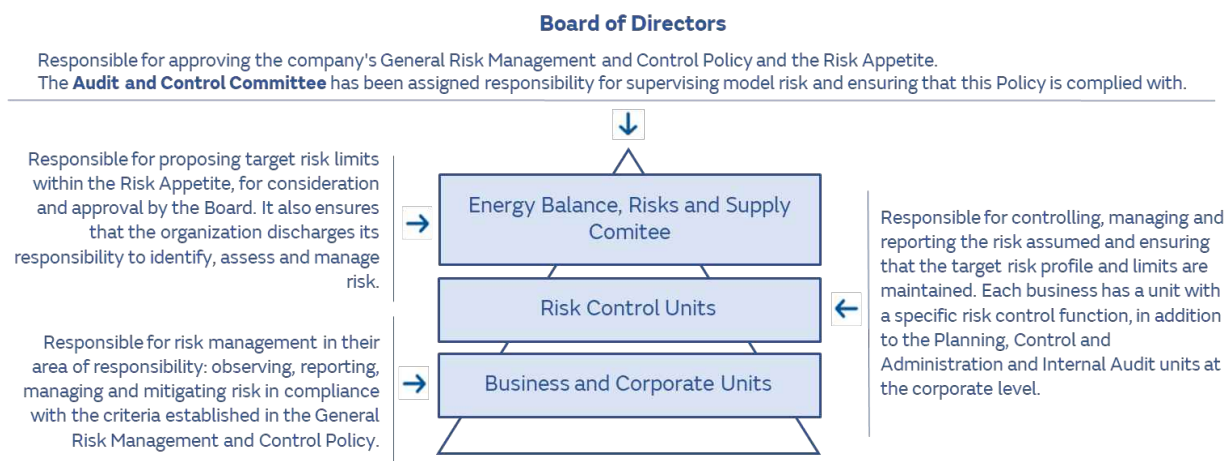 Board of Directors
Responsible for approving the company's General Risk Management and Control Policy and the Risk Appetite.
The Audit and Control Committee has been assigned responsibility for supervising model risk and ensuring that this Policy is complied with.
Responsible for proposing target risk limits
within the Risk Appetite, for consideration
and approval by the Board. It also ensures
that the organization discharges its
responsibility to identify, assess and manage
risk.
Energy Balance, Risks and Supply
Comitee
Responsible for controlling, managing and
reporting the risk assumed and ensuring
that the target risk profile and limits are
maintained. Each business has a unit with
a specific risk control function, in addition
to the Planning, Control and
Administration and Internal Audit units at
the corporate level.
Risk Control Units
Responsible for risk management in their
area of responsibility: observing, reporting,
managing and mitigating risk in compliance
with the criteria established in the General
Risk Management and Control Policy.
Business and Corporate Units